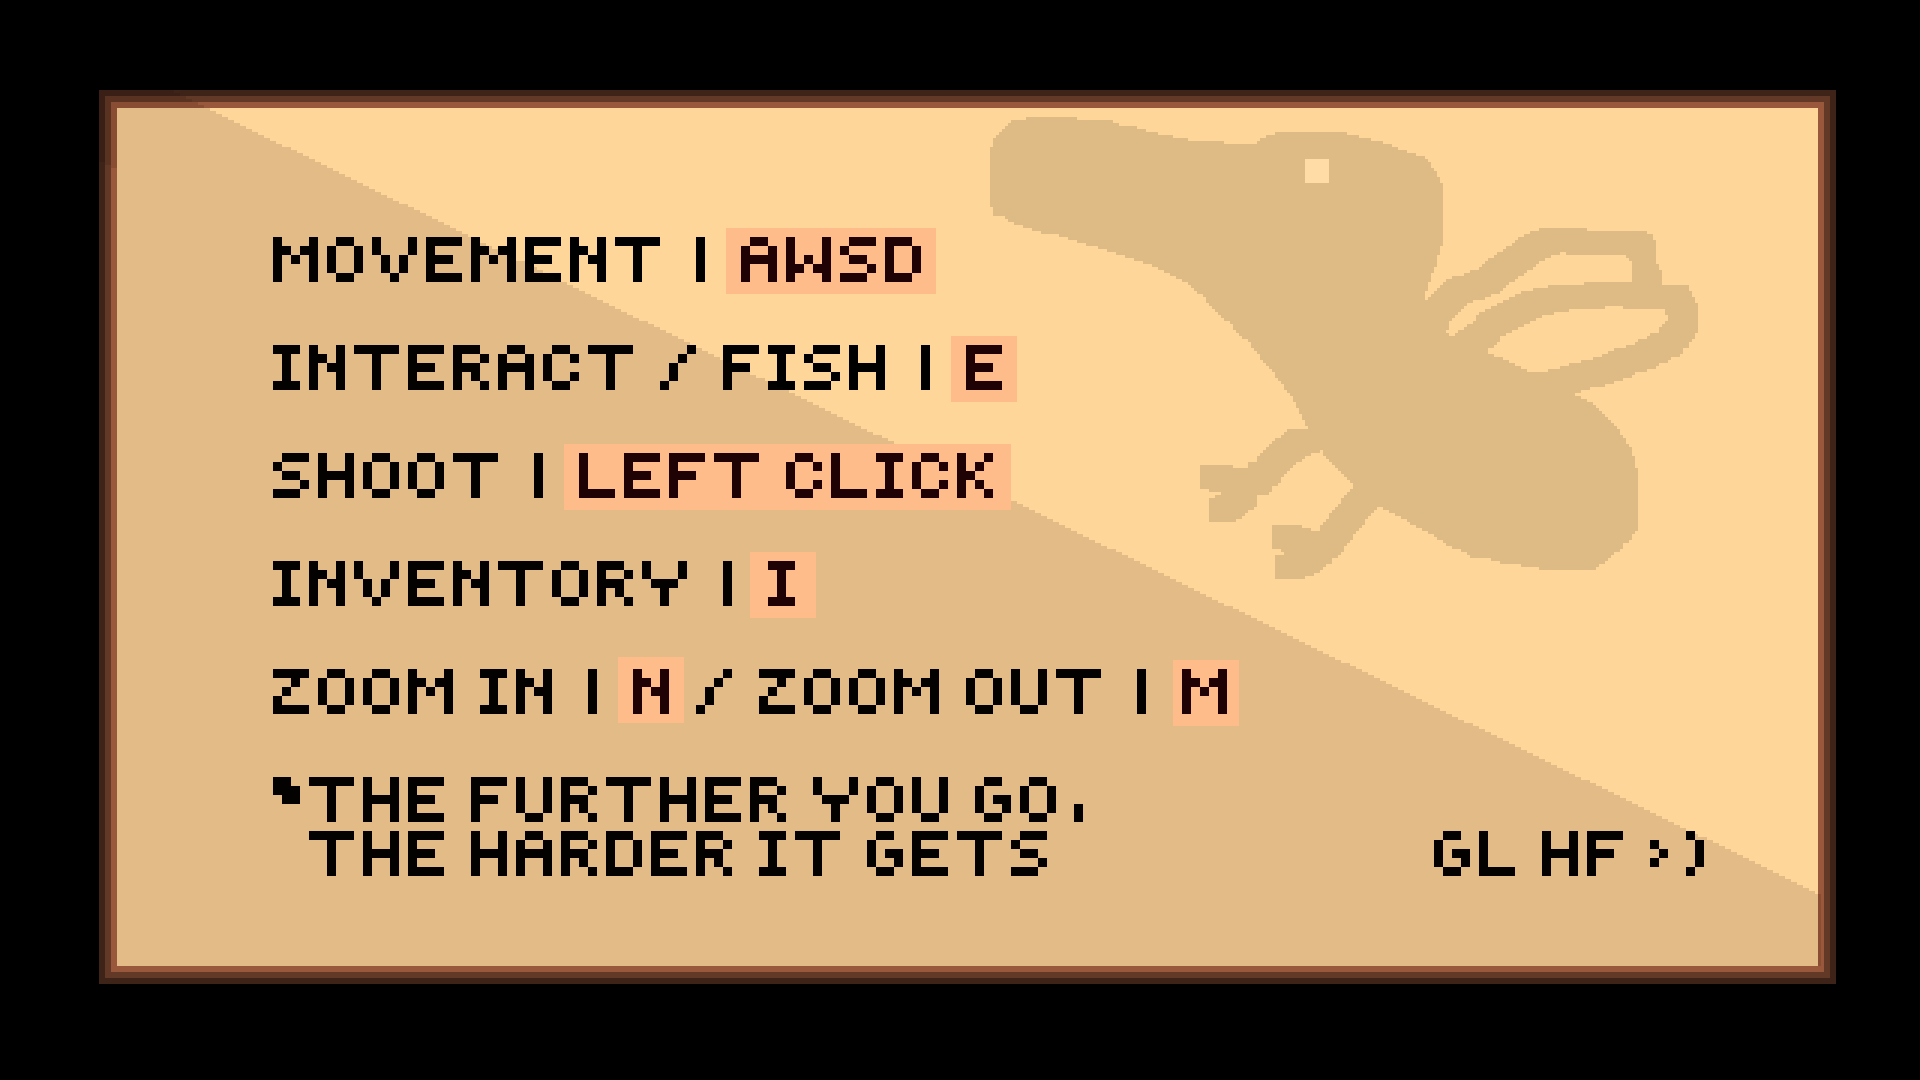 MOVEMENT | AWSD
INTERACT / FISH | E
SHOOT | LEFT CLICK
INVENTORY | I
ZOOM IN | N / ZOOM OUT | M
"THE FURTHER YOU GO,
THE HARDER IT GETS
GL HF >)